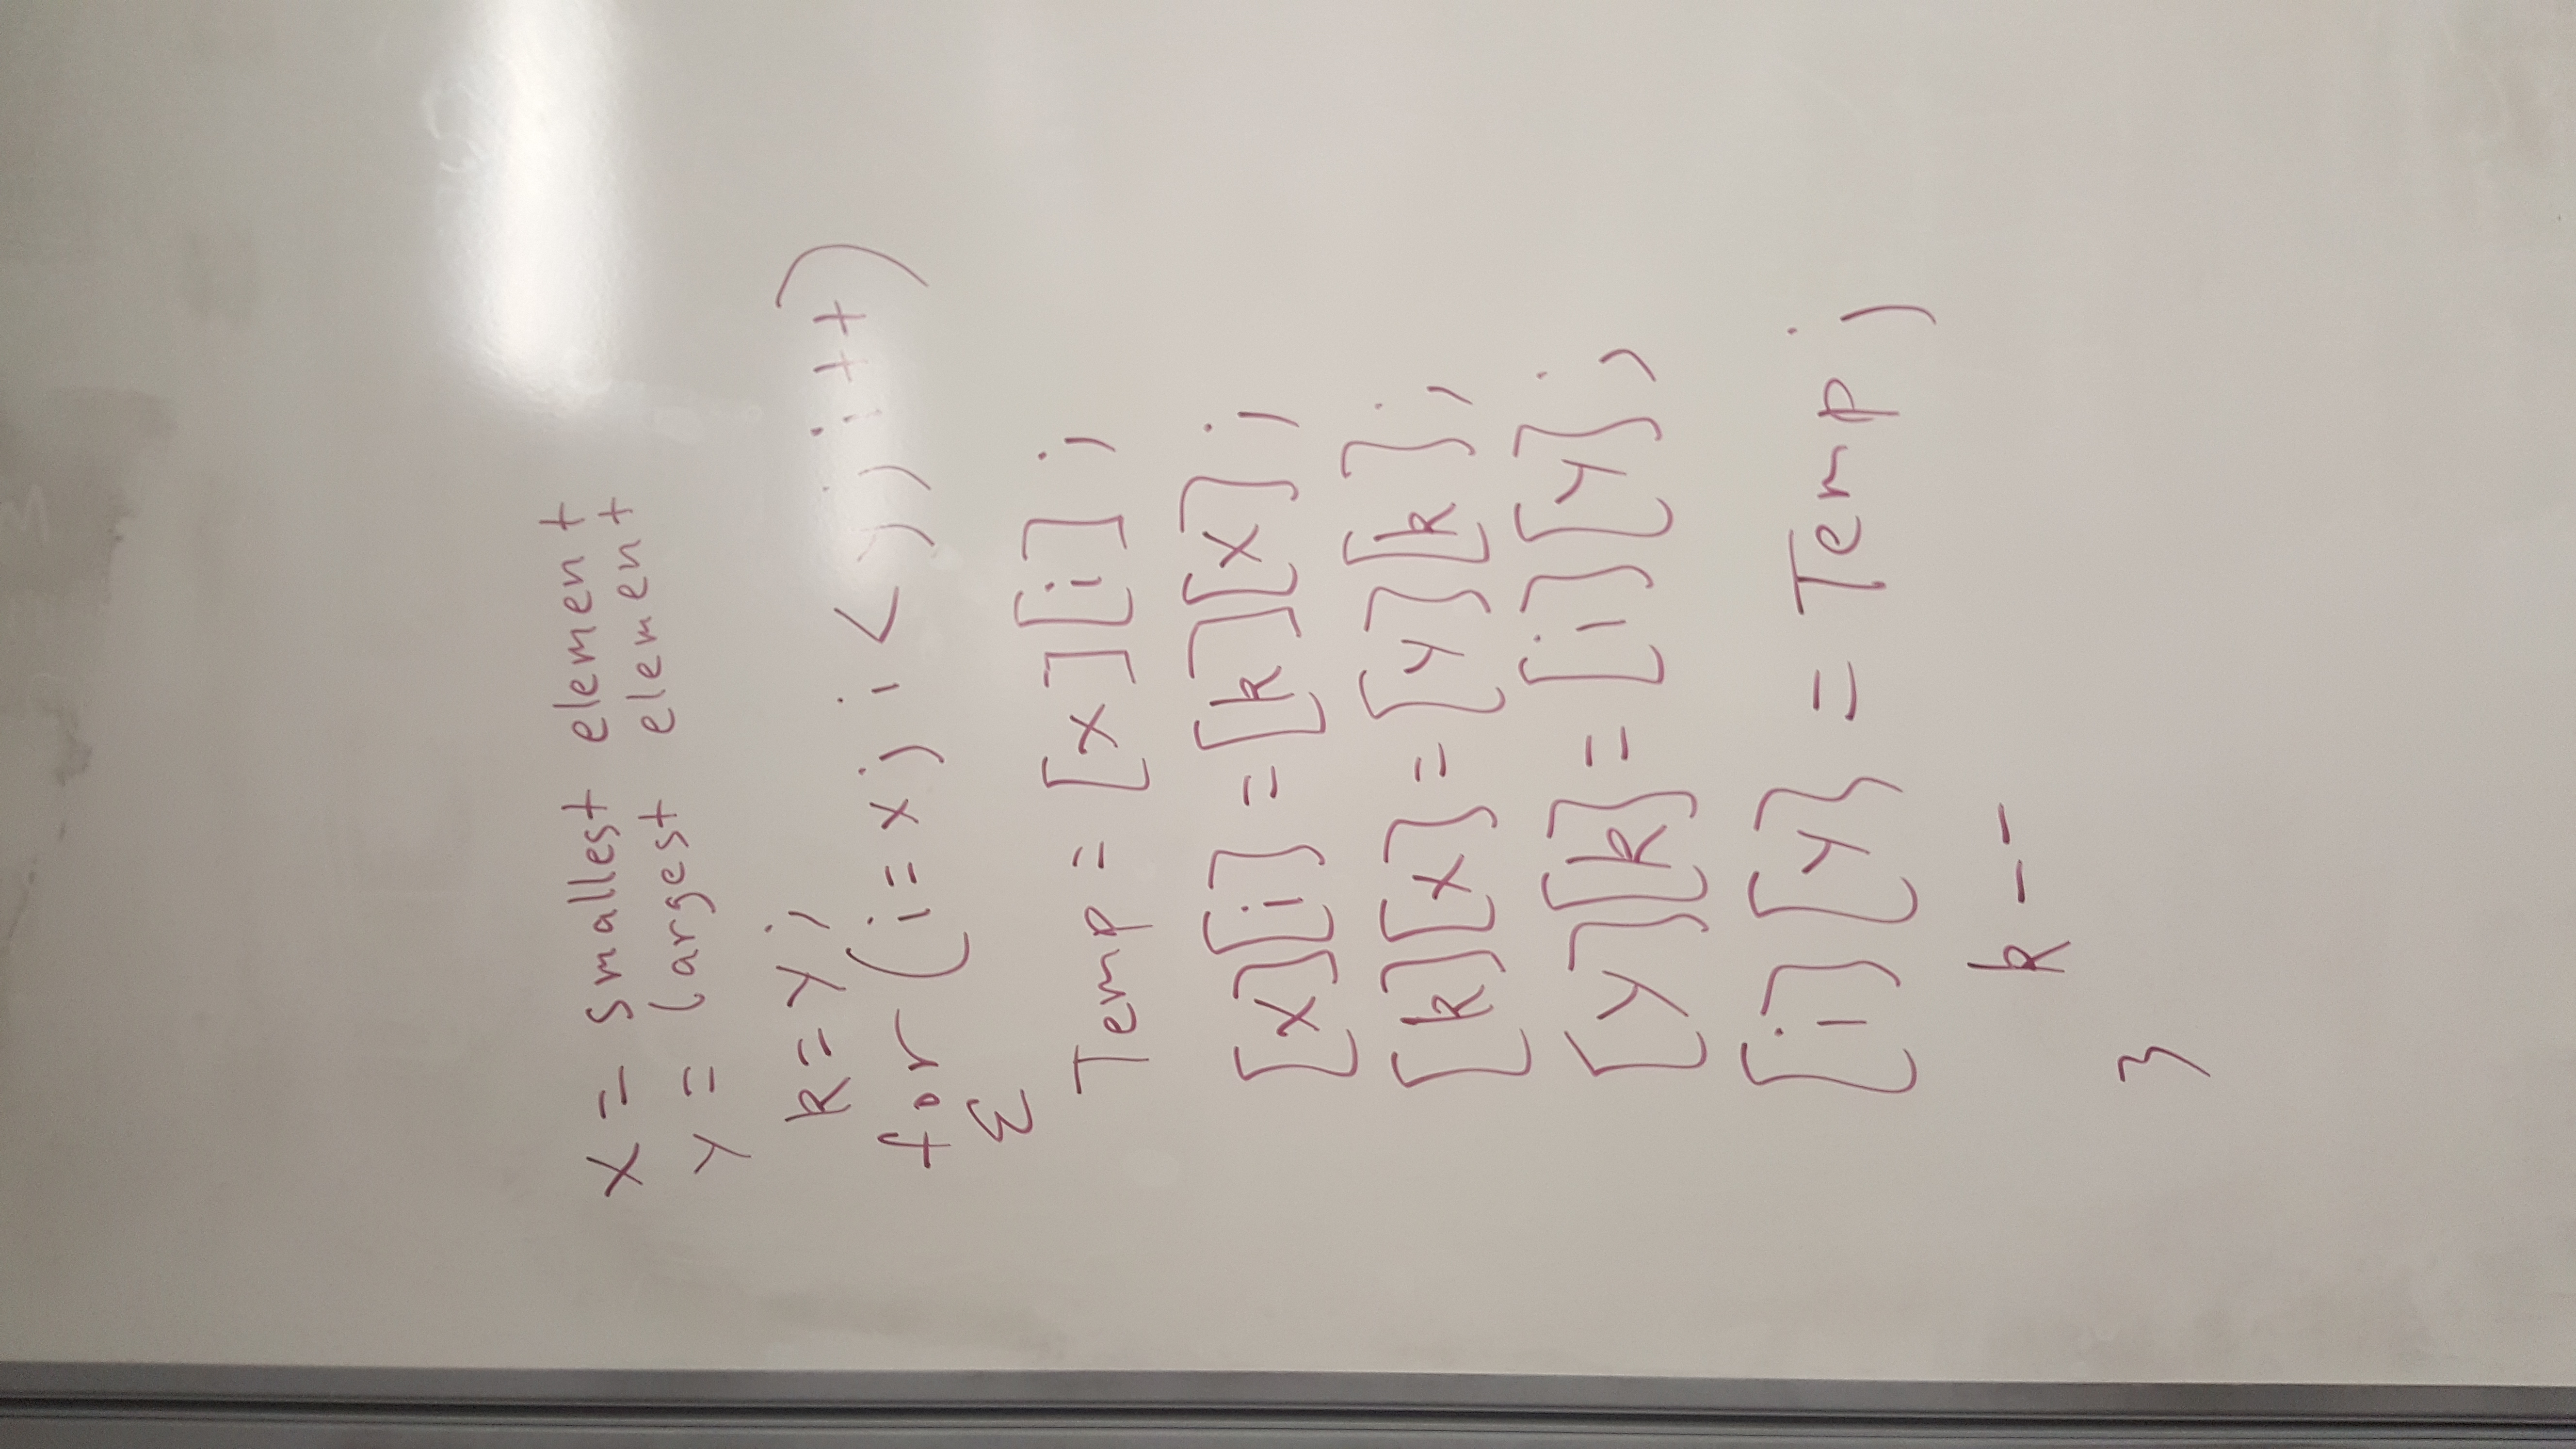 x = smallest element
y = largest element
k = y;
for (i=x; i<y; i++)
{
Temp = [x][i];
[x][i] = [k][x];
[k][x] = [y][k];
[y][k] = [i][y];
[i][y] = Temp;
k--
}